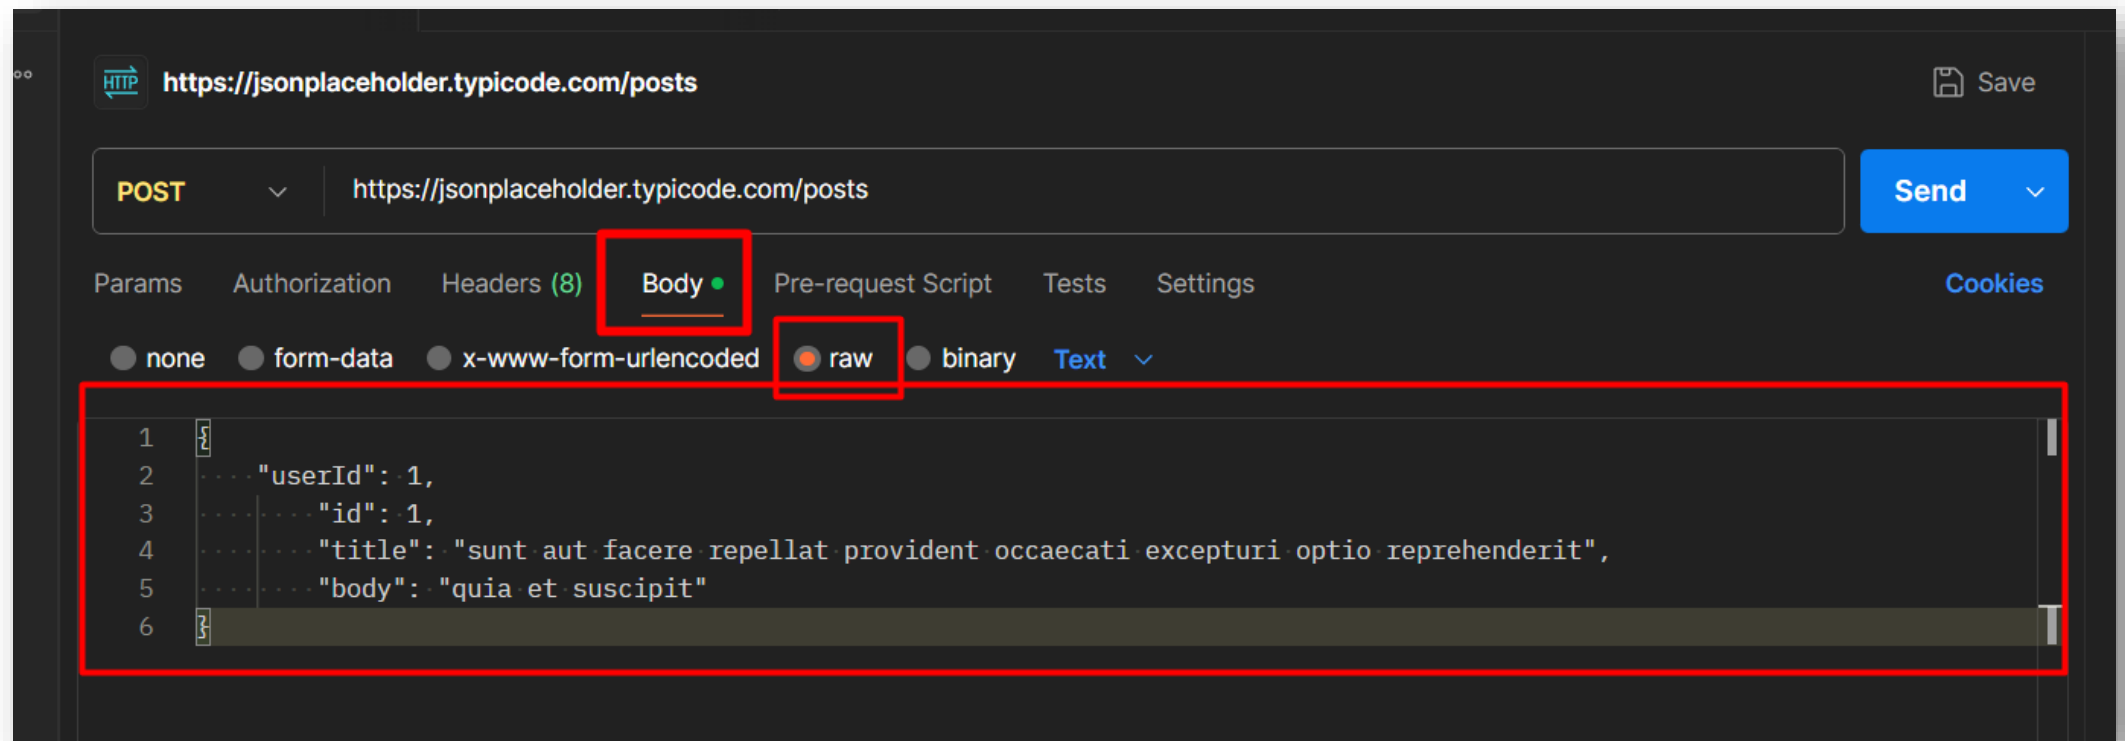 HTTP https://jsonplaceholder.typicode.com/posts Save
POST https://jsonplaceholder.typicode.com/posts Send
Params Authorization Headers (8) Body Pre-request Script Tests Settings Cookies
none form-data x-www-form-urlencoded raw binary Text
1 {
2 "userId": 1,
3 "id": 1,
4 "title": "sunt aut facere repellat provident occaecati excepturi optio reprehenderit",
5 "body": "quia et suscipit"
6 }